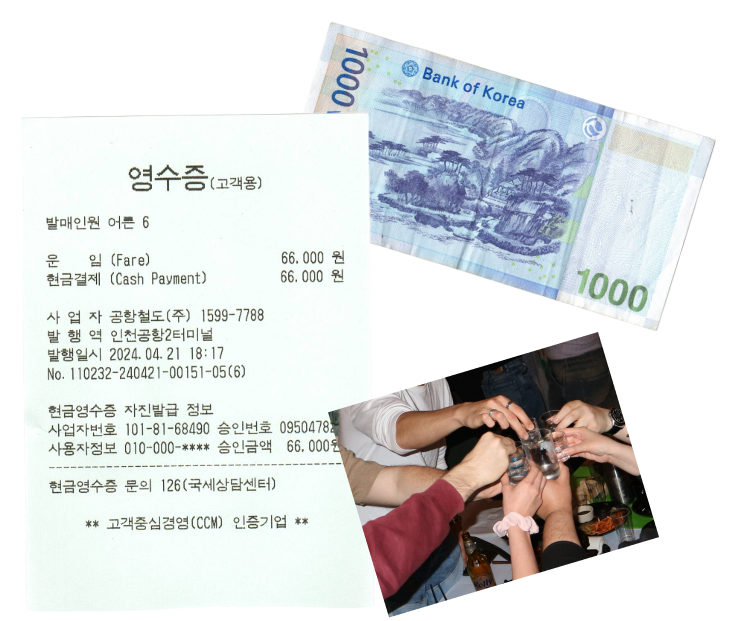 1000
Bank of Korea
1000
영수증(고객용)
발매인원 어른 6
운 임 (Fare) 66.000 원
현금결제 (Cash Payment) 66.000 원
사 업 자 공항철도(주) 1599-7788
발 행 역 인천공항2터미널
발행일시 2024.04.21 18:17
No.110232-240421-00151-05(6)
현금영수증 자진발급 정보
사업자번호 101-81-68490 승인번호 0950478
사용자정보 010-000-**** 승인금액 66.000원
현금영수증 문의 126(국세상담센터)
** 고객중심경영(CCM) 인증기업 **